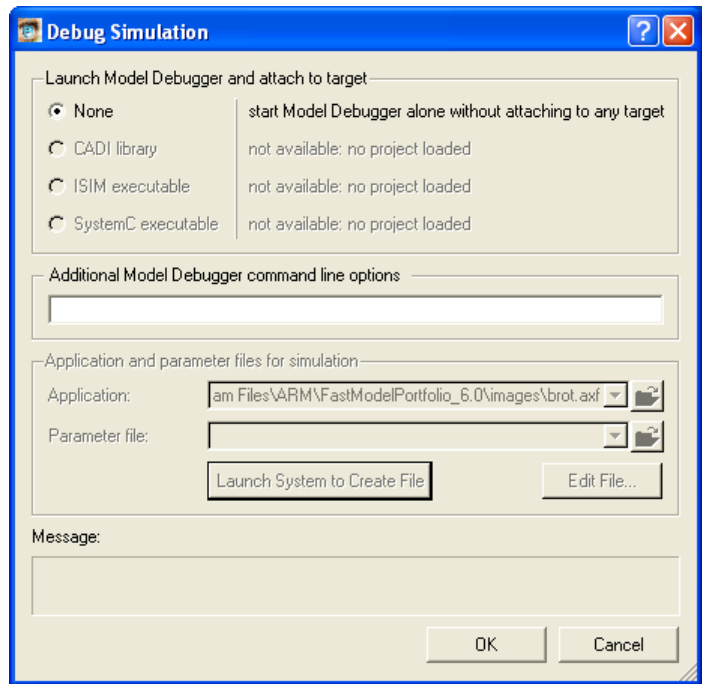 Debug Simulation
Launch Model Debugger and attach to target
None start Model Debugger alone without attaching to any target
CADI library not available: no project loaded
ISIM executable not available: no project loaded
SystemC executable not available: no project loaded
Additional Model Debugger command line options
Application and parameter files for simulation
Application: am Files\ARM\FastModelPortfolio_6.0\images\brot.axf
Parameter file:
Launch System to Create File Edit File...
Message:
OK Cancel